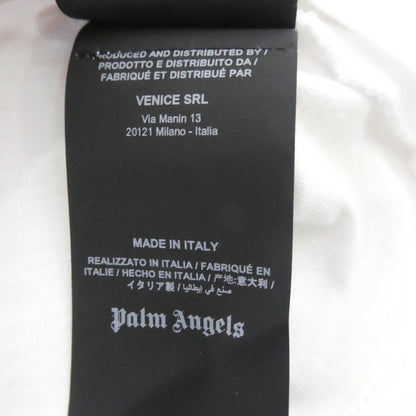 PRODUCED AND DISTRIBUTED BY /
PRODOTTO E DISTRIBUITO DA /
FABRIQUÉ ET DISTRIBUÉ PAR
VENICE SRL
Via Manin 13
20121 Milano - Italia
MADE IN ITALY
REALIZZATO IN ITALIA / FABRIQUÉ EN
ITALIE / HECHO EN ITALIA / 产地:意大利 /
イタリア製 / صنع في إيطاليا
Palm Angels